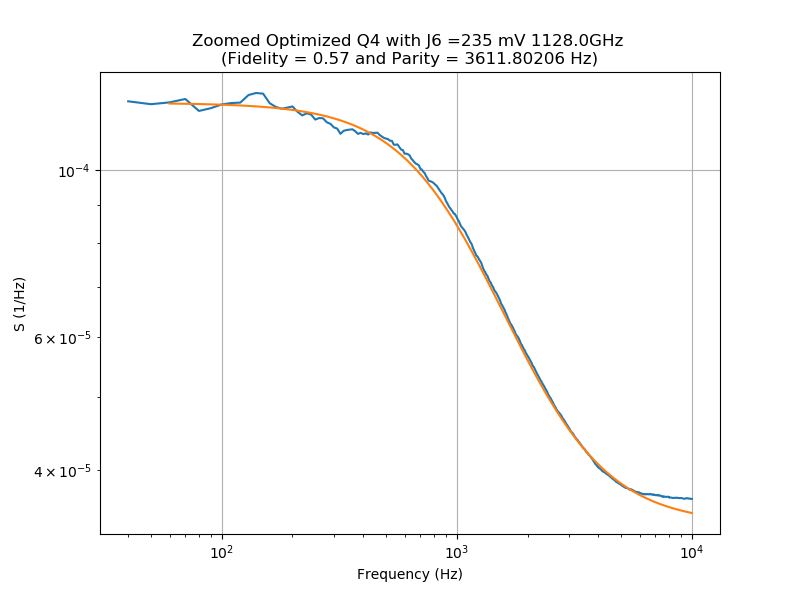 Zoomed Optimized Q4 with J6 =235 mV 1128.0GHz
(Fidelity = 0.57 and Parity = 3611.80206 Hz)
S (1/Hz)
10⁻⁴
6 × 10⁻⁵
4 × 10⁻⁵
10² 10³ 10⁴
Frequency (Hz)